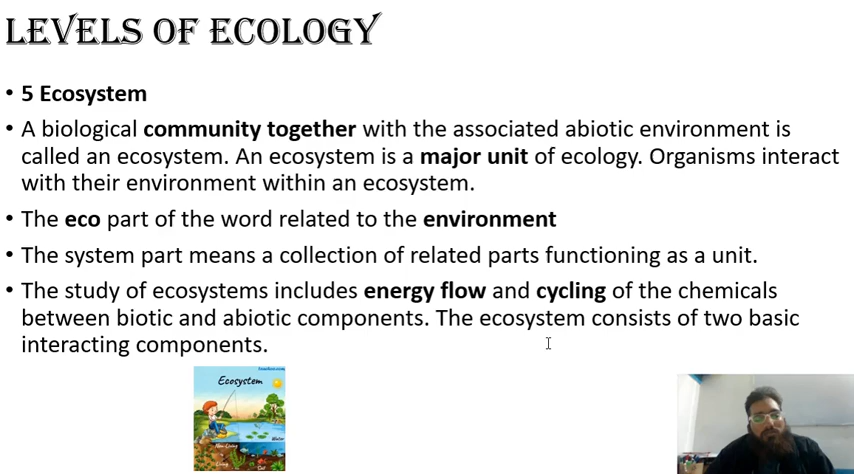 LEVELS OF ECOLOGY
• 5 Ecosystem
• A biological community together with the associated abiotic environment is
called an ecosystem. An ecosystem is a major unit of ecology. Organisms interact
with their environment within an ecosystem.
• The eco part of the word related to the environment
• The system part means a collection of related parts functioning as a unit.
• The study of ecosystems includes energy flow and cycling of the chemicals
between biotic and abiotic components. The ecosystem consists of two basic
interacting components.
Ecosystem
Water
Non-Living
Living